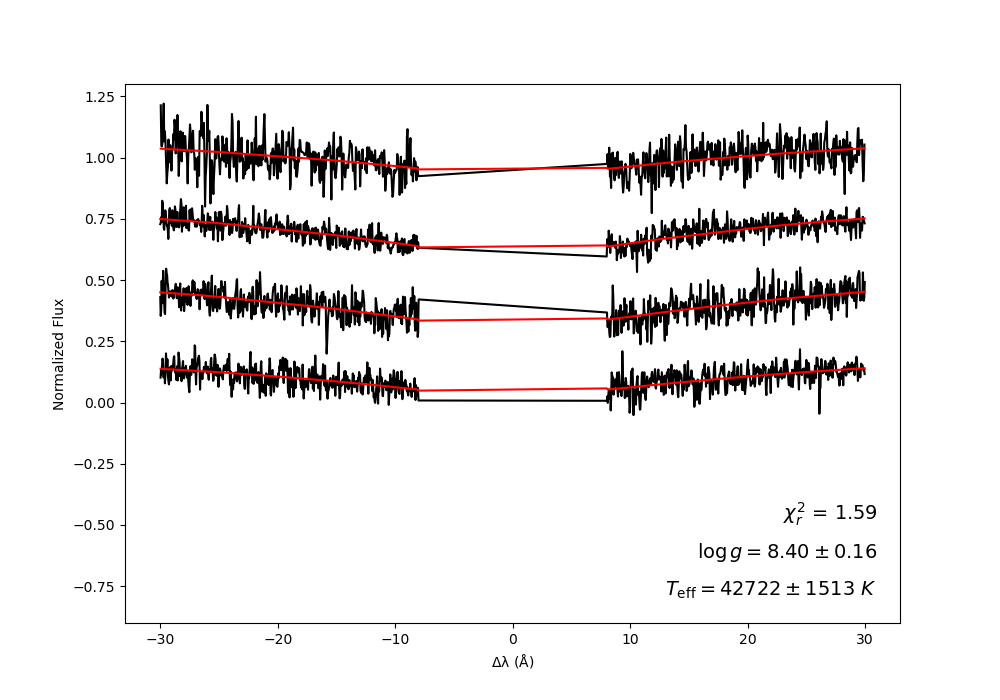 1.25
1.00
0.75
0.50
0.25
0.00
−0.25
−0.50
−0.75
Normalized Flux
χ²ᵣ = 1.59
log g = 8.40 ± 0.16
T_eff = 42722 ± 1513 K
−30 −20 −10 0 10 20 30
Δλ (Å)